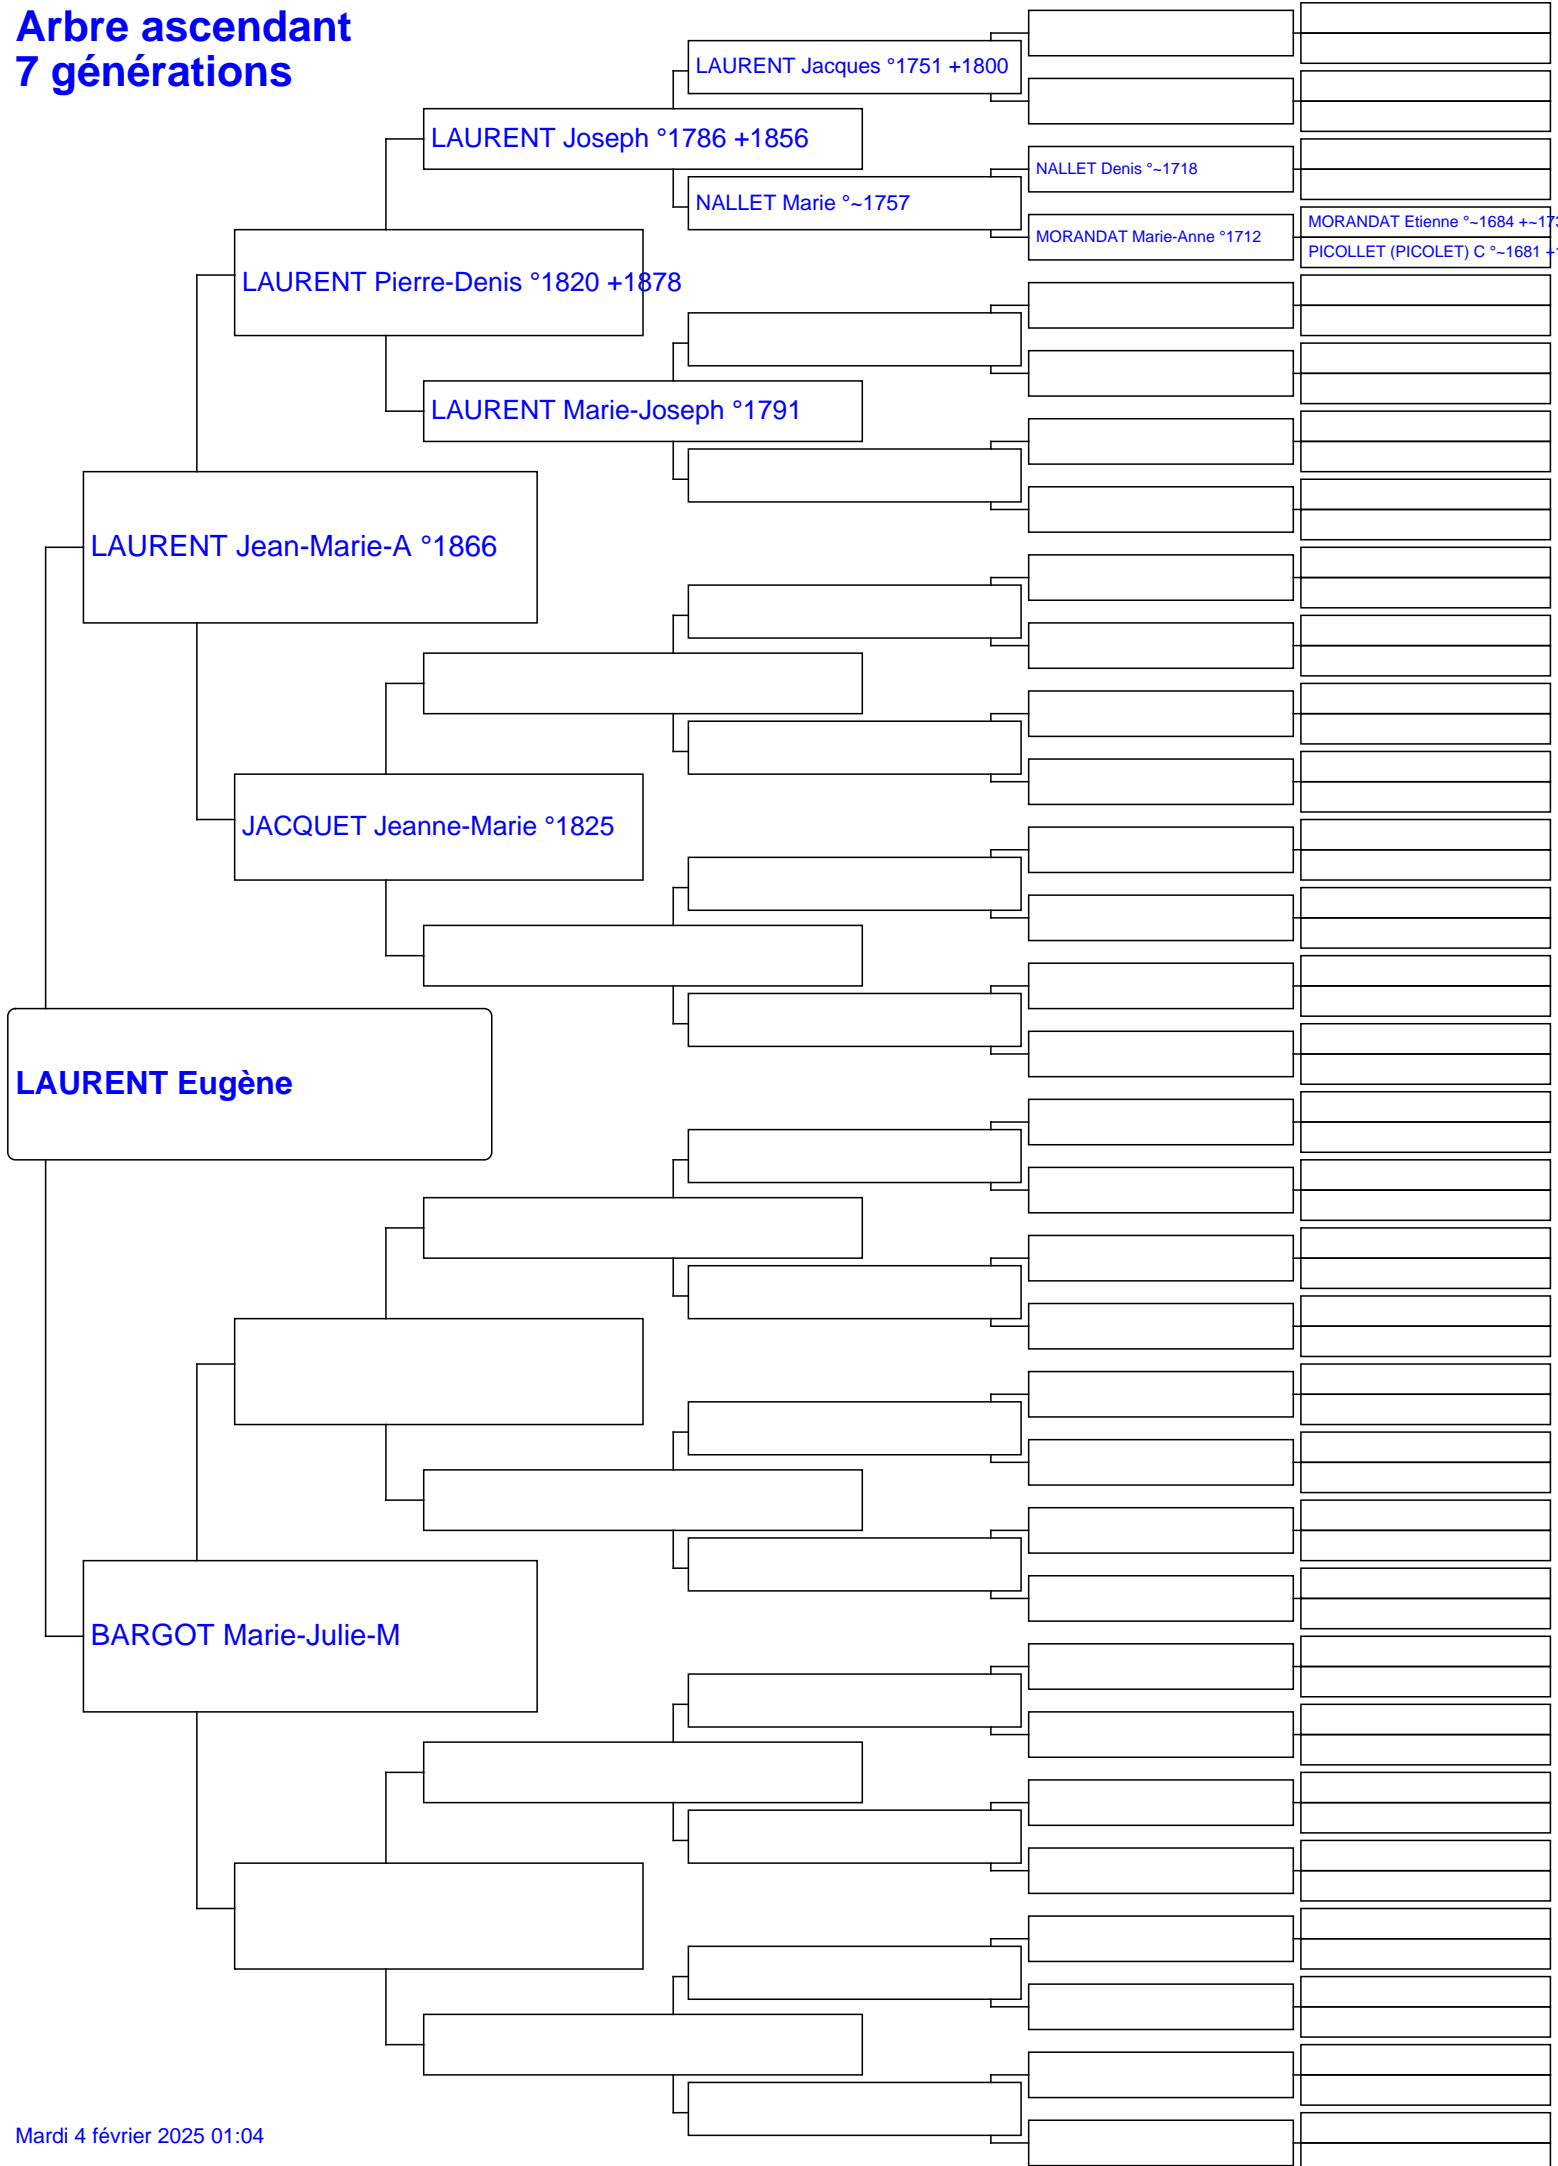 Arbre ascendant
7 générations
LAURENT Jacques °1751 +1800
LAURENT Joseph °1786 +1856
NALLET Denis °~1718
NALLET Marie °~1757
MORANDAT Etienne °~1684 +~173
MORANDAT Marie-Anne °1712
PICOLLET (PICOLET) C °~1681 +
LAURENT Pierre-Denis °1820 +1878
LAURENT Marie-Joseph °1791
LAURENT Jean-Marie-A °1866
JACQUET Jeanne-Marie °1825
LAURENT Eugène
BARGOT Marie-Julie-M
Mardi 4 février 2025 01:04